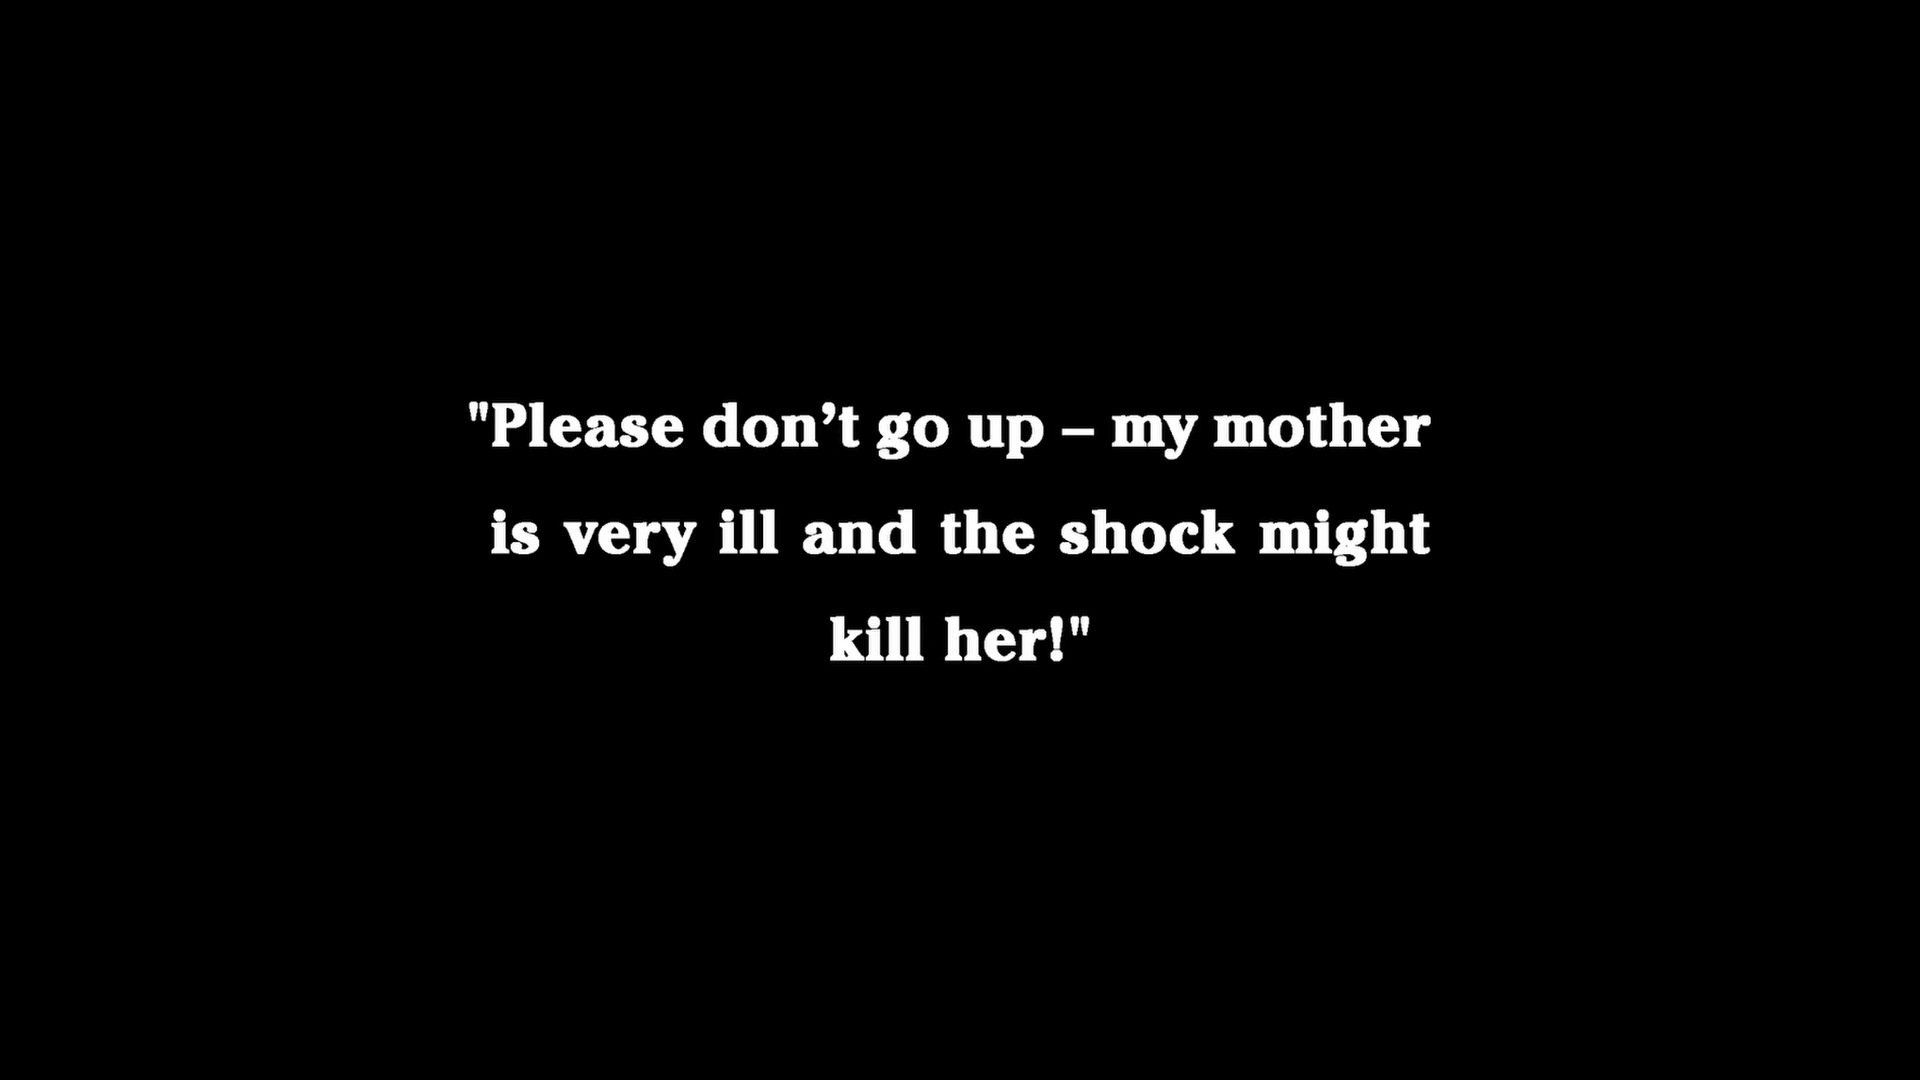 "Please don’t go up – my mother
is very ill and the shock might
kill her!"